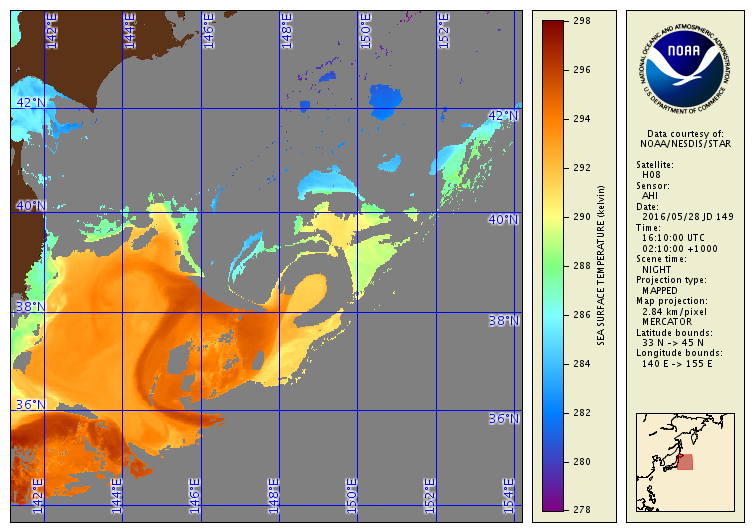 142°E 144°E 146°E 148°E 150°E 152°E
42°N 42°N
40°N 40°N
38°N 38°N
36°N 36°N
142°E 144°E 146°E 148°E 150°E 152°E 154°E
298
296
294
292
290
288
286
284
282
280
278
SEA SURFACE TEMPERATURE (kelvin)
NATIONAL OCEANIC AND ATMOSPHERIC ADMINISTRATION
NOAA
U.S. DEPARTMENT OF COMMERCE
Data courtesy of:
NOAA/NESDIS/STAR
Satellite:
H08
Sensor:
AHI
Date:
2016/05/28 JD 149
Time:
16:10:00 UTC
02:10:00 +1000
Scene time:
NIGHT
Projection type:
MAPPED
Map projection:
2.84 km/pixel
MERCATOR
Latitude bounds:
33 N -> 45 N
Longitude bounds:
140 E -> 155 E